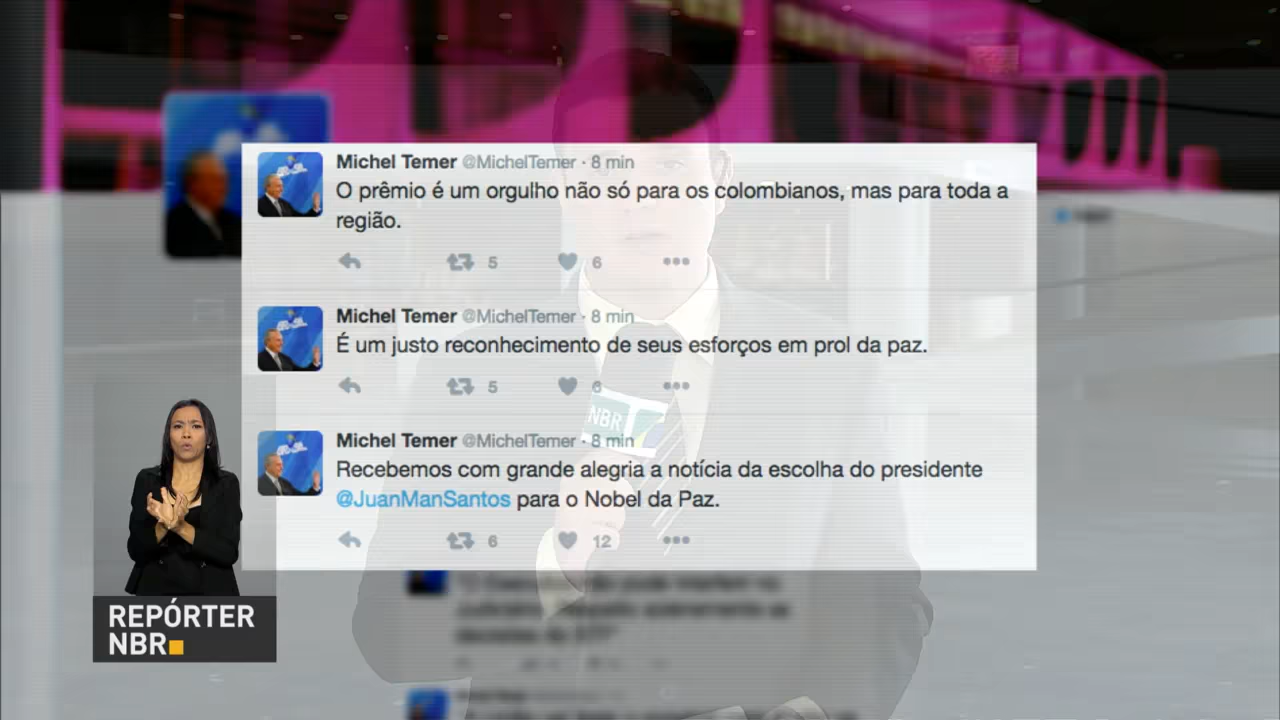 Michel Temer @MichelTemer · 8 min
O prêmio é um orgulho não só para os colombianos, mas para toda a
região.
5 6
Michel Temer @MichelTemer · 8 min
É um justo reconhecimento de seus esforços em prol da paz.
5 6
NBR
Michel Temer @MichelTemer · 8 min
Recebemos com grande alegria a notícia da escolha do presidente
@JuanManSantos para o Nobel da Paz.
6 12
REPÓRTER
NBR